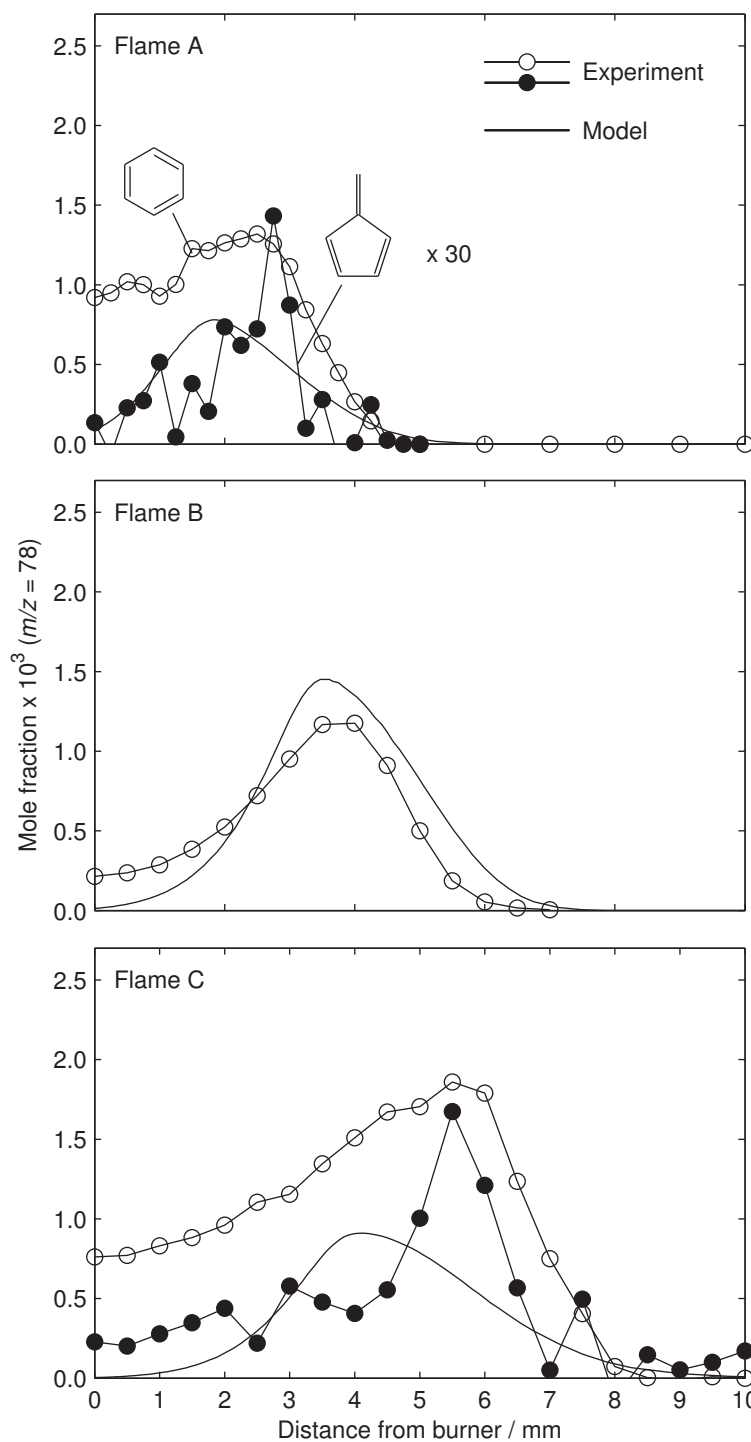 2.5
2.0
1.5
1.0
0.5
0.0
Flame A
Experiment
Model
x 30
2.5
2.0
1.5
1.0
0.5
0.0
Flame B
Mole fraction x 10³ (m/z = 78)
2.5
2.0
1.5
1.0
0.5
0.0
Flame C
0 1 2 3 4 5 6 7 8 9 10
Distance from burner / mm